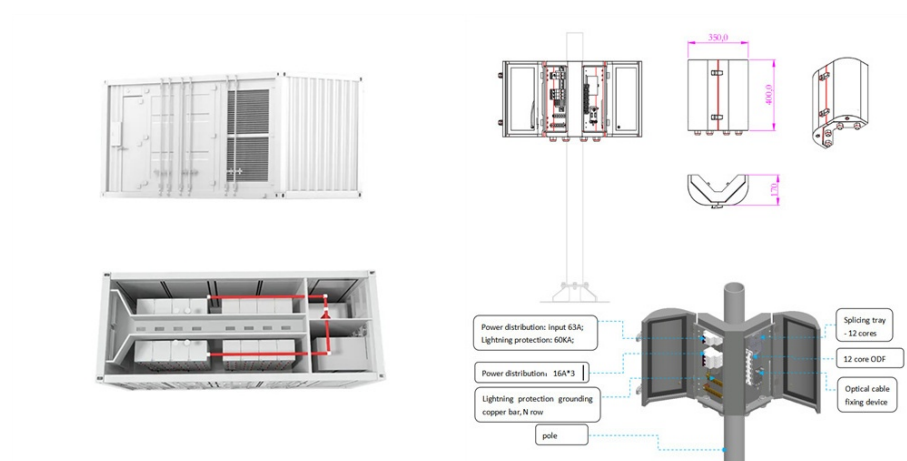 350,0
400,0
170
Power distribution: input 63A;
Lightning protection: 60KA;
Power distribution: 16A*3
Lightning protection grounding
copper bar, N row
pole
Splicing tray
- 12 cores
12 core ODF
Optical cable
fixing device